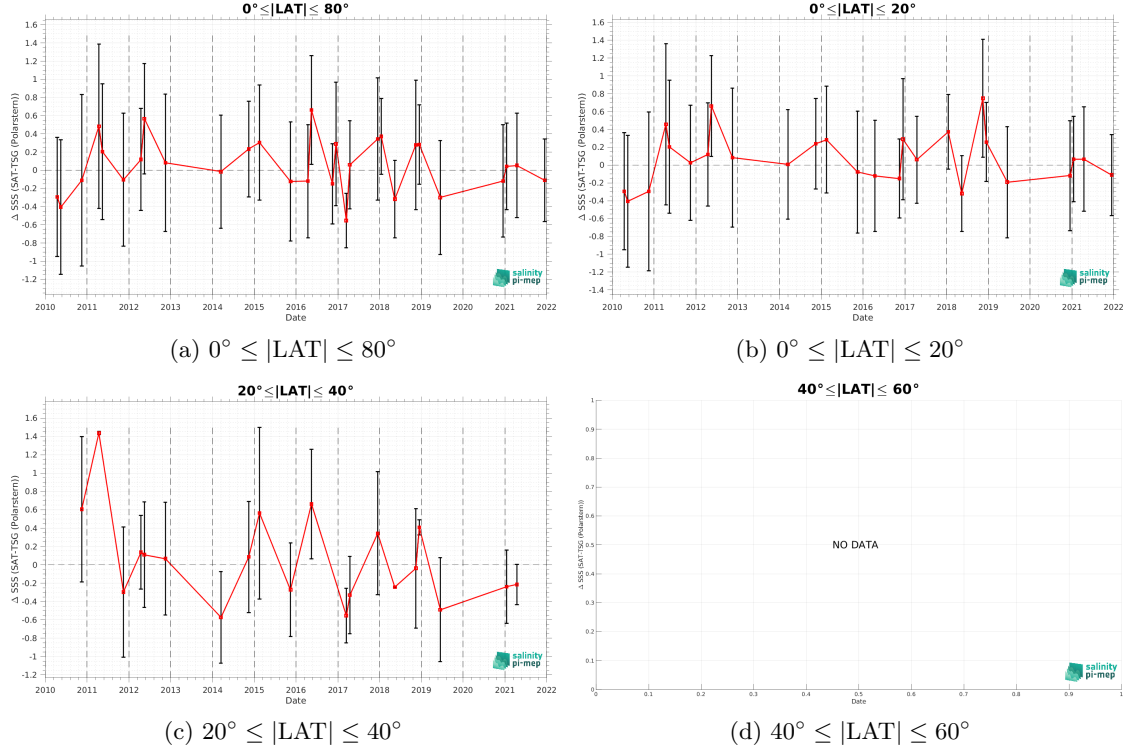 0°≤|LAT|≤ 80°
Δ SSS (SAT-TSG (Polarstern))
1.6
1.4
1.2
1
0.8
0.6
0.4
0.2
0
-0.2
-0.4
-0.6
-0.8
-1
-1.2
2010 2011 2012 2013 2014 2015 2016 2017 2018 2019 2020 2021 2022
Date
salinity
pi-mep
(a) 0° ≤ |LAT| ≤ 80°
0°≤|LAT|≤ 20°
Δ SSS (SAT-TSG (Polarstern))
1.6
1.4
1.2
1
0.8
0.6
0.4
0.2
0
-0.2
-0.4
-0.6
-0.8
-1
-1.2
-1.4
2010 2011 2012 2013 2014 2015 2016 2017 2018 2019 2020 2021 2022
Date
salinity
pi-mep
(b) 0° ≤ |LAT| ≤ 20°
20°≤|LAT|≤ 40°
Δ SSS (SAT-TSG (Polarstern))
1.6
1.4
1.2
1
0.8
0.6
0.4
0.2
0
-0.2
-0.4
-0.6
-0.8
-1
-1.2
2010 2011 2012 2013 2014 2015 2016 2017 2018 2019 2020 2021 2022
Date
salinity
pi-mep
(c) 20° ≤ |LAT| ≤ 40°
40°≤|LAT|≤ 60°
Δ SSS (SAT-TSG (Polarstern))
1
0.9
0.8
0.7
0.6
0.5
0.4
0.3
0.2
0.1
0
NO DATA
0 0.1 0.2 0.3 0.4 0.5 0.6 0.7 0.8 0.9 1
Date
salinity
pi-mep
(d) 40° ≤ |LAT| ≤ 60°